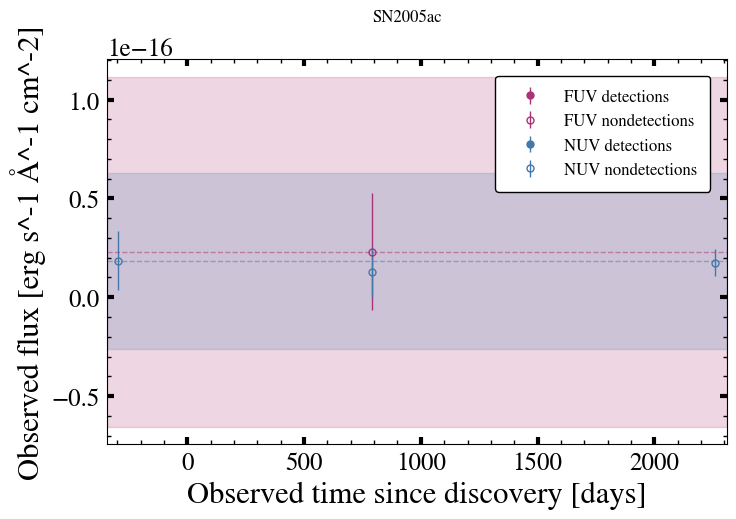 SN2005ac
1e−16
1.0
0.5
0.0
−0.5
0
500
1000
1500
2000
Observed time since discovery [days]
Observed flux [erg s^-1 Å^-1 cm^-2]
FUV detections
FUV nondetections
NUV detections
NUV nondetections